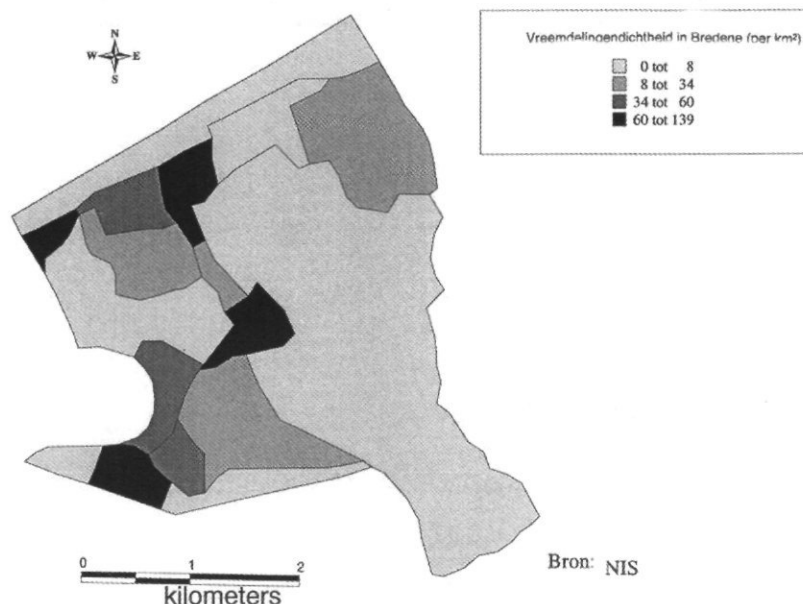 N
W E
S
Vreemdelingendichtheid in Bredene (per km²)
0 tot 8
8 tot 34
34 tot 60
60 tot 139
0 1 2
kilometers
Bron: NIS